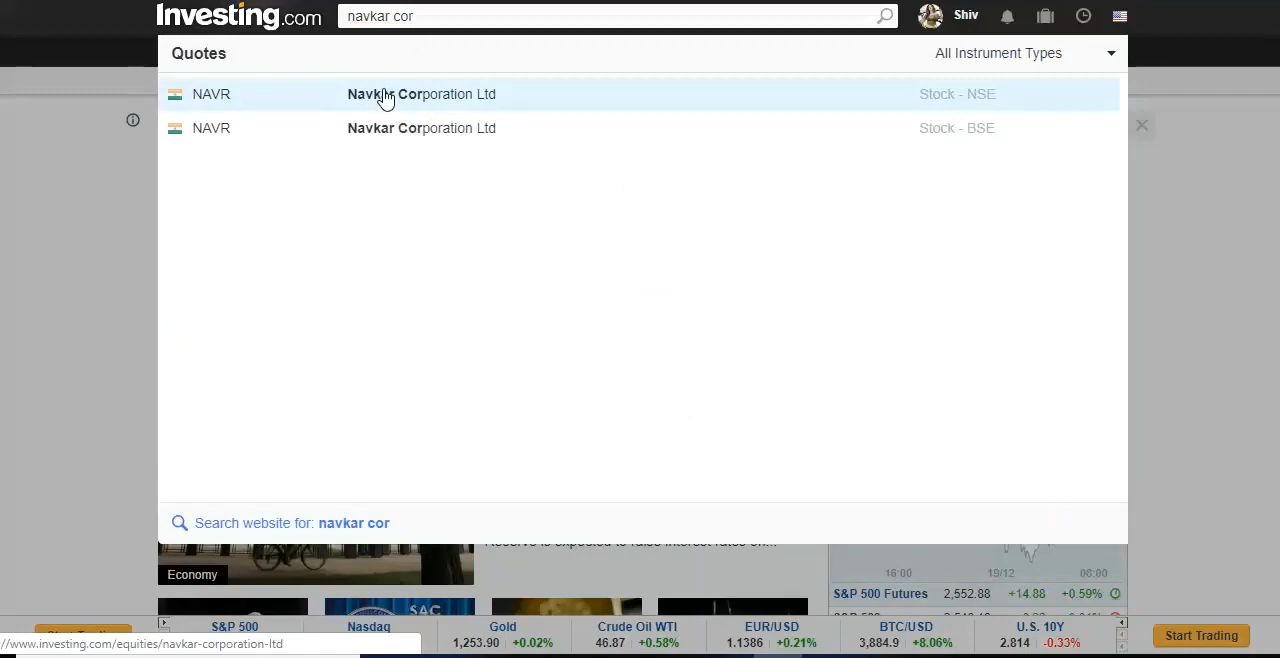 Investing.com
navkar cor
Shiv
Quotes
All Instrument Types
NAVR Navkar Corporation Ltd Stock - NSE
NAVR Navkar Corporation Ltd Stock - BSE
Search website for: navkar cor
Reserve is expected to raise interest rates on...
Economy
16:00 19/12 08:00
S&P 500 Futures 2,552.88 +14.88 +0.59%
SAC
S&P 500 Nasdaq Gold Crude Oil WTI EUR/USD BTC/USD U.S. 10Y
1,253.90 +0.02% 46.87 +0.58% 1.1386 +0.21% 3,884.9 +8.06% 2.814 -0.33%
Start Trading
//www.investing.com/equities/navkar-corporation-ltd